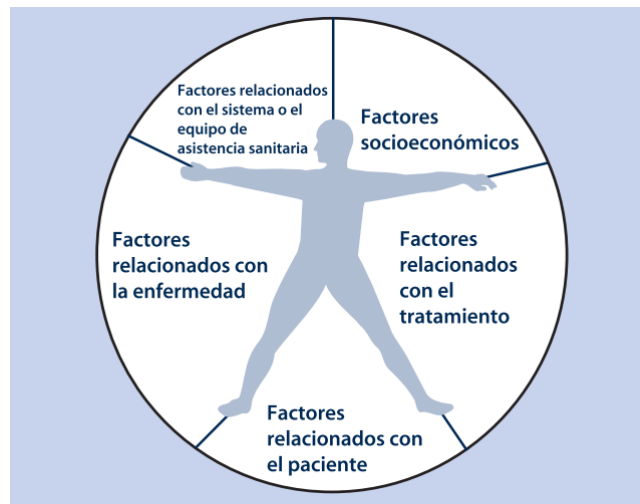 Factores relacionados
con el sistema o el
equipo de
asistencia sanitaria
Factores
socioeconómicos
Factores
relacionados con
la enfermedad
Factores
relacionados
con el
tratamiento
Factores
relacionados con
el paciente